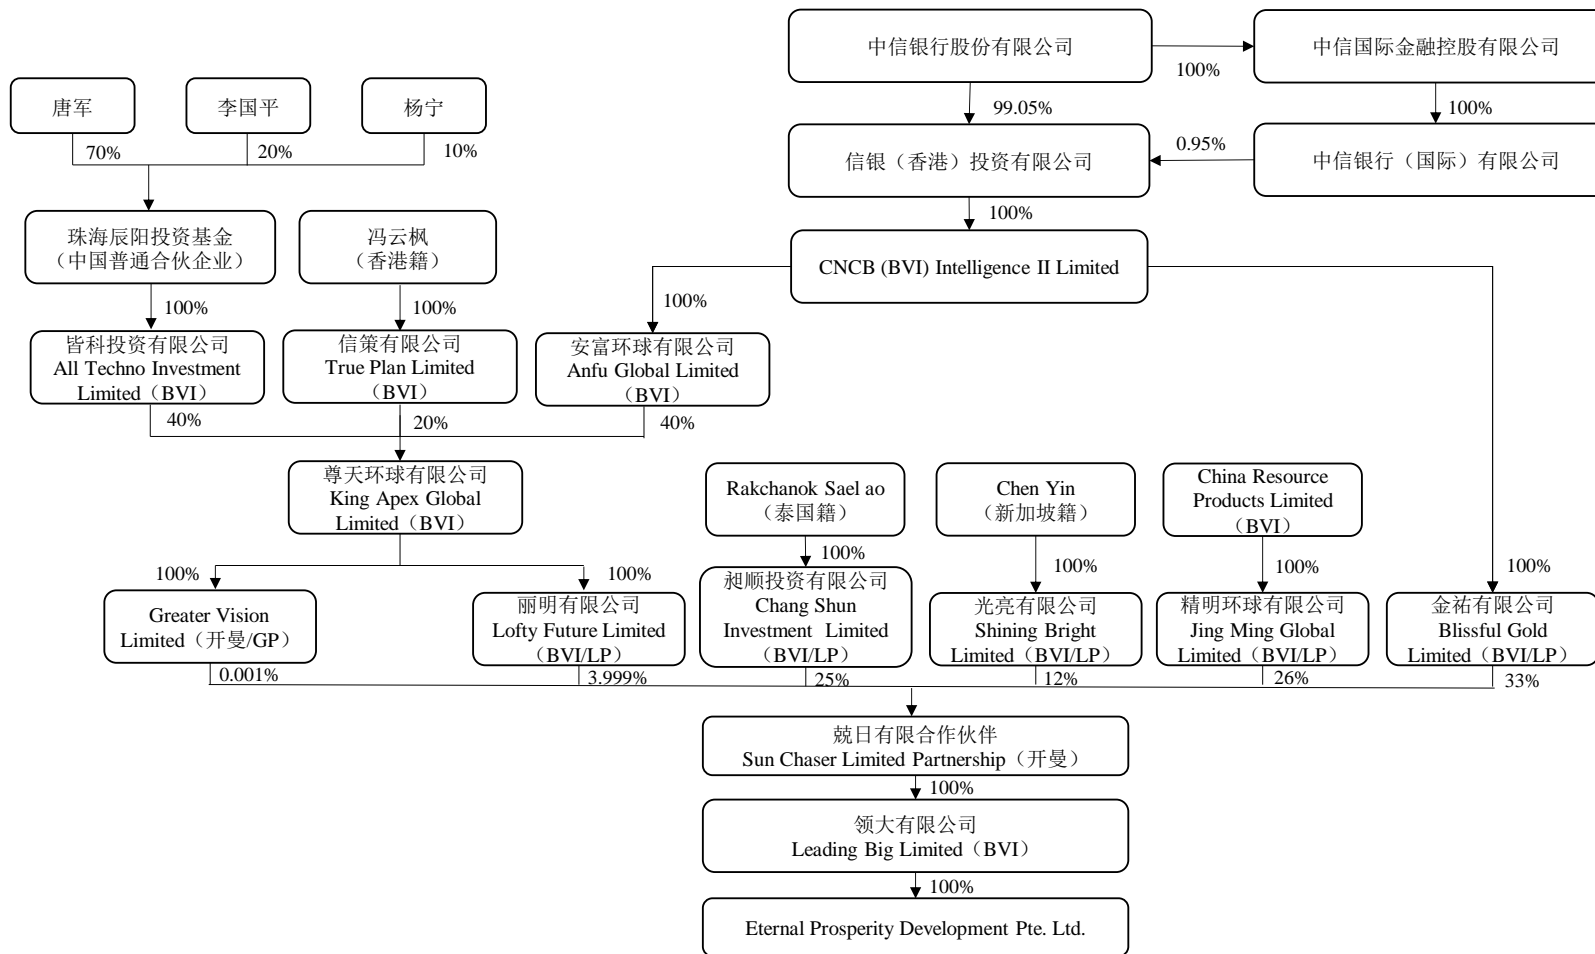 中信银行股份有限公司
中信国际金融控股有限公司
100%
唐军
李国平
杨宁
99.05%
100%
70%
20%
10%
信银（香港）投资有限公司
0.95%
中信银行（国际）有限公司
100%
珠海辰阳投资基金
（中国普通合伙企业）
冯云枫
（香港籍）
CNCB (BVI) Intelligence II Limited
100%
100%
100%
100%
皆科投资有限公司
All Techno Investment
Limited（BVI）
信策有限公司
True Plan Limited
（BVI）
安富环球有限公司
Anfu Global Limited
（BVI）
40%
20%
40%
尊天环球有限公司
King Apex Global
Limited（BVI）
Rakchanok Sael ao
（泰国籍）
Chen Yin
（新加坡籍）
China Resource
Products Limited
（BVI）
100%
100%
100%
100%
100%
100%
Greater Vision
Limited（开曼/GP）
丽明有限公司
Lofty Future Limited
（BVI/LP）
昶顺投资有限公司
Chang Shun
Investment Limited
（BVI/LP）
光亮有限公司
Shining Bright
Limited（BVI/LP）
精明环球有限公司
Jing Ming Global
Limited（BVI/LP）
金祐有限公司
Blissful Gold
Limited（BVI/LP）
0.001%
3.999%
25%
12%
26%
33%
兢日有限合作伙伴
Sun Chaser Limited Partnership（开曼）
100%
领大有限公司
Leading Big Limited（BVI）
100%
Eternal Prosperity Development Pte. Ltd.